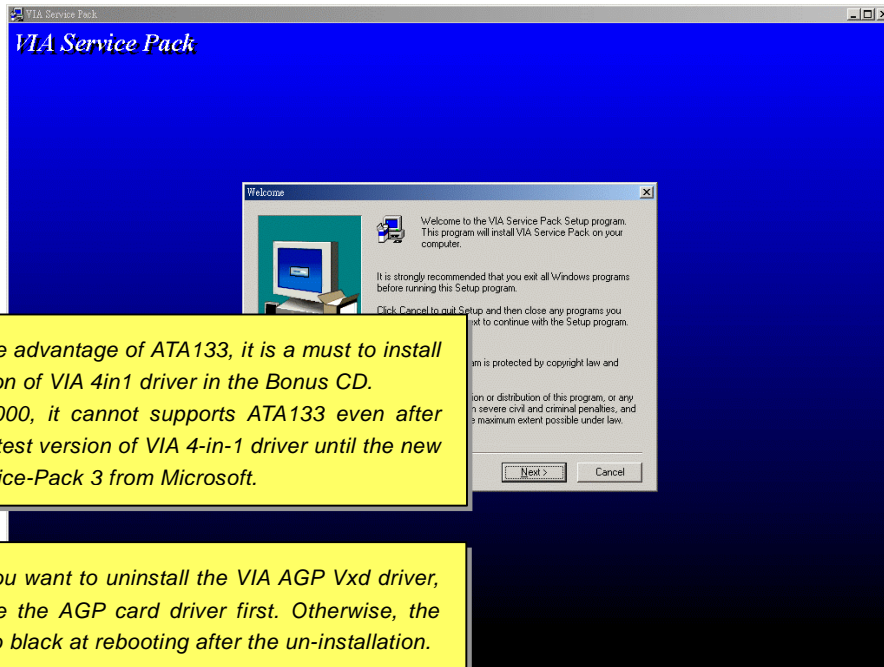 VIA Service Pack
VIA Service Pack
Welcome
Welcome to the VIA Service Pack Setup program.
This program will install VIA Service Pack on your
computer.
It is strongly recommended that you exit all Windows programs
before running this Setup program.
Click Cancel to quit Setup and then close any programs you
xt to continue with the Setup program.
am is protected by copyright law and
ion or distribution of this program, or any
n severe civil and criminal penalties, and
maximum extent possible under law.
Next >
Cancel
e advantage of ATA133, it is a must to install
on of VIA 4in1 driver in the Bonus CD.
000, it cannot supports ATA133 even after
test version of VIA 4-in-1 driver until the new
ice-Pack 3 from Microsoft.
ou want to uninstall the VIA AGP Vxd driver,
e the AGP card driver first. Otherwise, the
o black at rebooting after the un-installation.